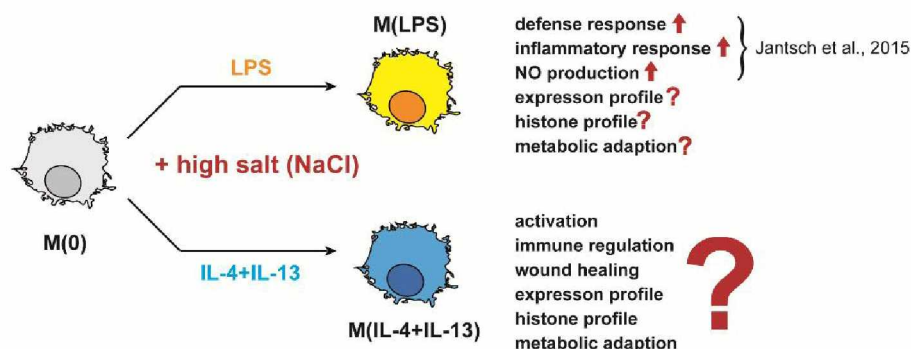 M(LPS)
LPS
defense response ↑
inflammatory response ↑
NO production ↑
Jantsch et al., 2015
expresson profile ?
histone profile ?
metabolic adaption ?
+ high salt (NaCl)
M(0)
IL-4+IL-13
M(IL-4+IL-13)
activation
immune regulation
wound healing
expresson profile
histone profile
metabolic adaption
?